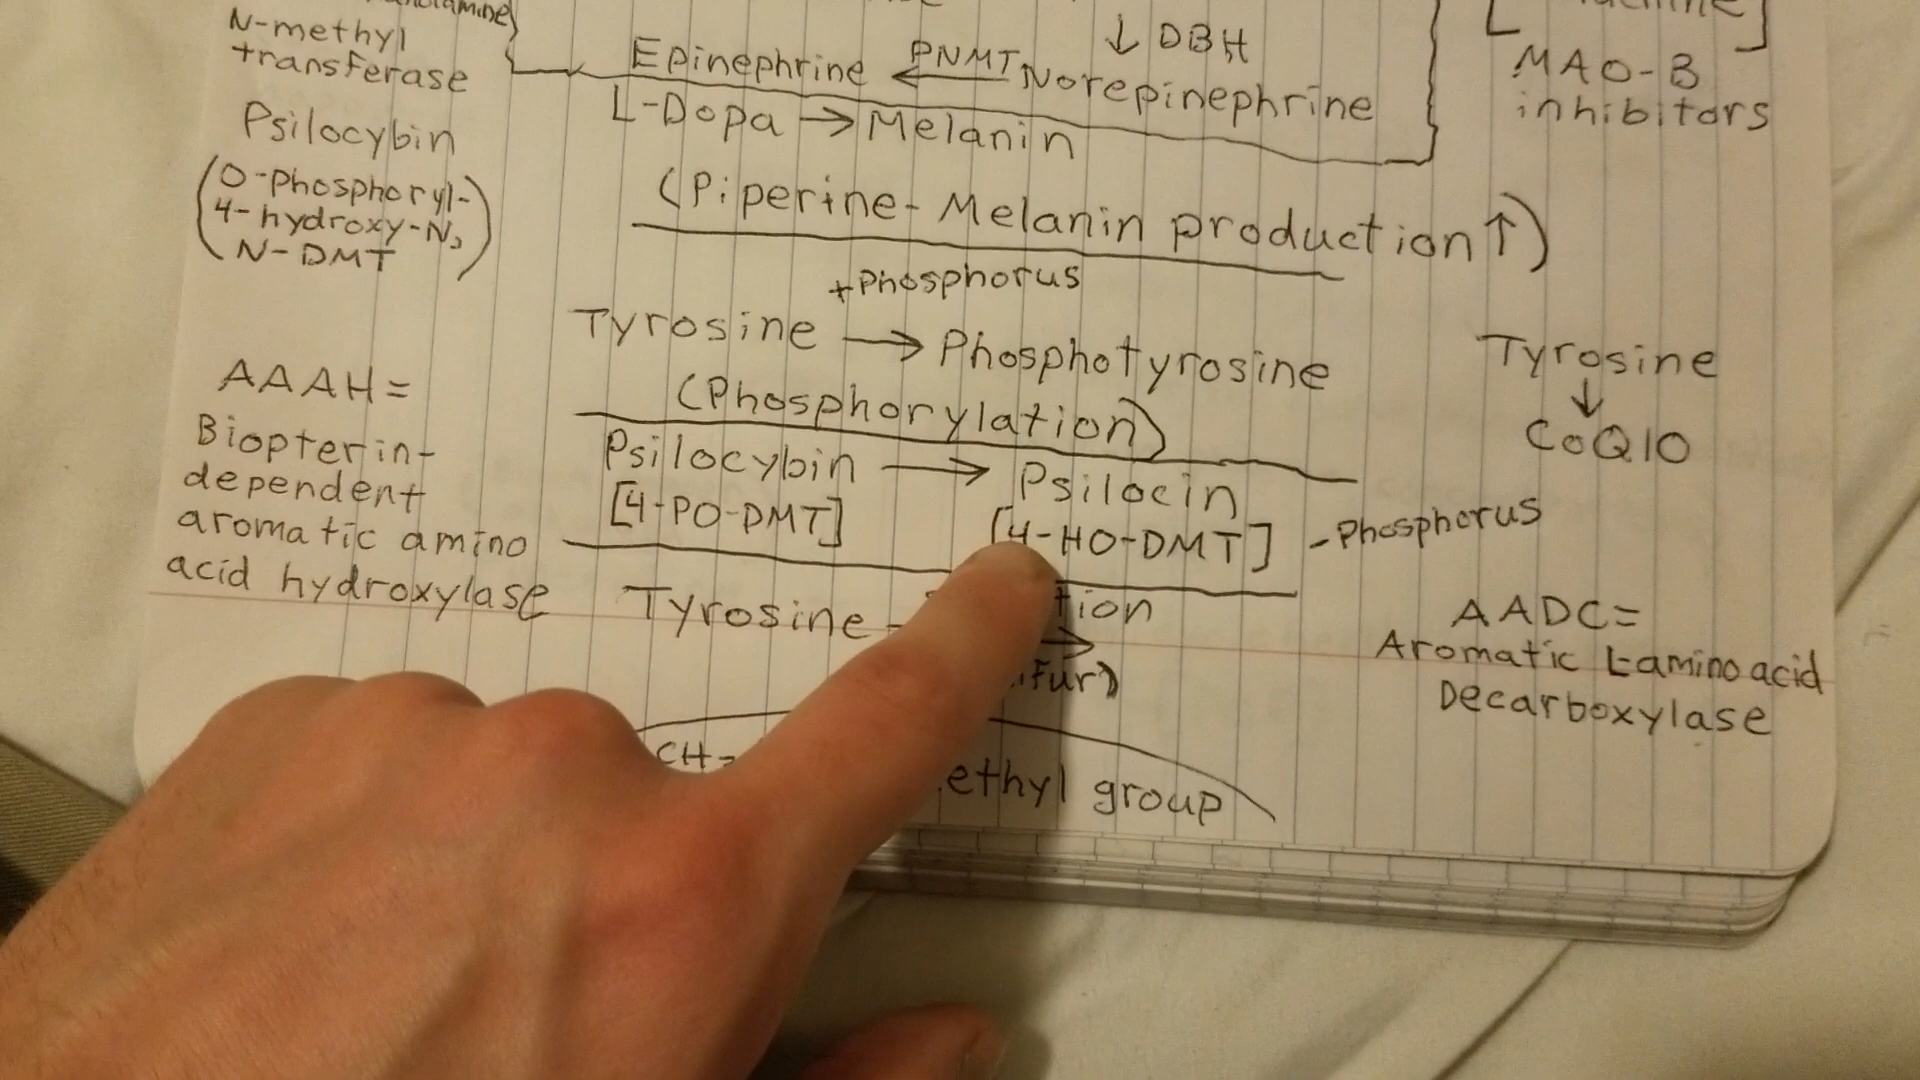 N-methyl
transferase
Psilocybin
(O-phosphoryl-
4-hydroxy-N,
N-DMT)
AAAH=
Biopterin-
dependent
aromatic amino
acid hydroxylase
↓ DBH
Epinephrine ← PNMT Norepinephrine
L-Dopa → Melanin
(Piperine-Melanin production↑)
+Phosphorus
Tyrosine → Phosphotyrosine
(Phosphorylation)
Psilocybin → Psilocin
[4-PO-DMT] [4-HO-DMT] -Phosphorus
Tyrosine
group
MAO-B
inhibitors
Tyrosine
↓
CoQ10
AADC=
Aromatic L-amino acid
Decarboxylase